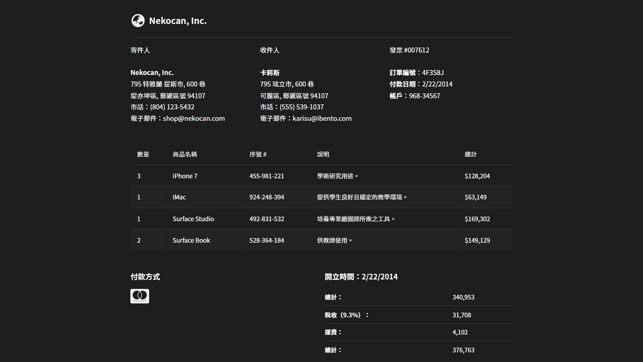 Nekocan, Inc.
寄件人
收件人
發票 #007612
Nekocan, Inc.
795 特雅蘭 提斯市, 600 巷
堤亦坤區, 郵遞區號 94107
市話：(804) 123-5432
電子郵件：shop@nekocan.com
卡莉斯
795 玹立市, 600 巷
可露區, 郵遞區號 94107
市話：(555) 539-1037
電子郵件：karisu@ibento.com
訂單編號：4F3S8J
付款日期：2/22/2014
帳戶：968-34567
數量 商品名稱 序號 # 說明 總計
3 iPhone 7 455-981-221 學術研究用途。 $128,204
1 iMac 924-248-394 提供學生良好且穩定的教學環境。 $63,149
1 Surface Studio 492-831-532 培養專業繪圖師所需之工具。 $169,302
2 Surface Book 528-364-184 供教師使用。 $149,129
付款方式
開立時間：2/22/2014
總計： 340,953
稅收（9.3%）： 31,708
運費： 4,102
總計： 376,763